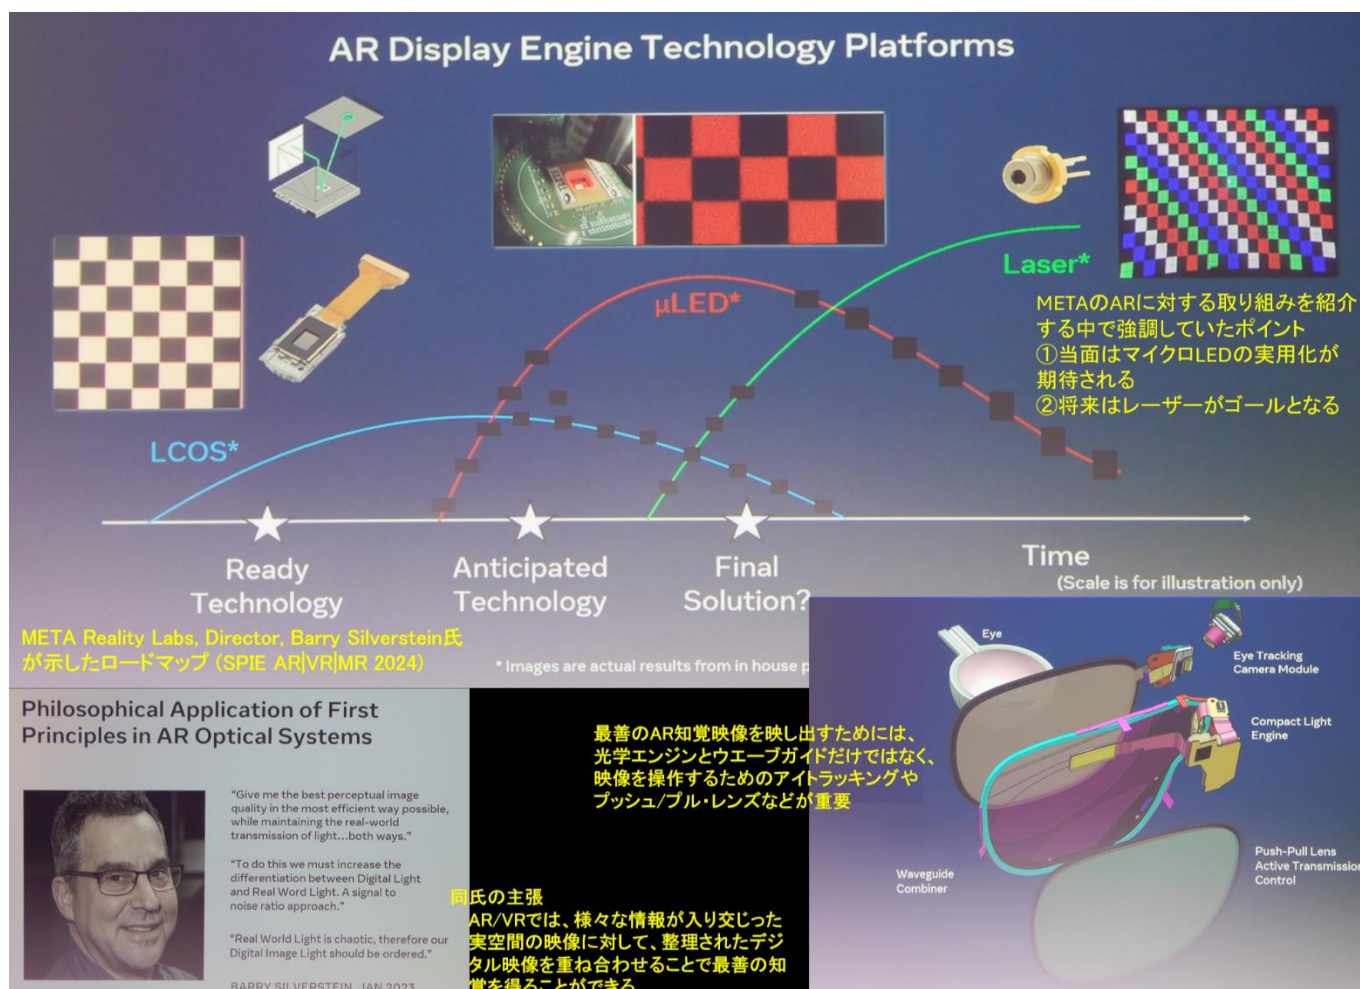 AR Display Engine Technology Platforms
LCOS*
μLED*
Laser*
METAのARに対する取り組みを紹介
する中で強調していたポイント
①当面はマイクロLEDの実用化が
期待される
②将来はレーザーがゴールとなる
Ready
Technology
Anticipated
Technology
Final
Solution?
Time
(Scale is for illustration only)
META Reality Labs, Director, Barry Silverstein氏
が示したロードマップ (SPIE AR|VR|MR 2024)
* Images are actual results from in house
Philosophical Application of First
Principles in AR Optical Systems
"Give me the best perceptual image
quality in the most efficient way possible,
while maintaining the real-world
transmission of light...both ways."
"To do this we must increase the
differentiation between Digital Light
and Real Word Light. A signal to
noise ratio approach."
"Real World Light is chaotic, therefore our
Digital Image Light should be ordered."
BARRY SILVERSTEIN, JAN 2023
最善のAR知覚映像を映し出すためには、
光学エンジンとウエーブガイドだけではなく、
映像を操作するためのアイトラッキングや
プッシュ/プル・レンズなどが重要
同氏の主張
AR/VRでは、様々な情報が入り交じった
実空間の映像に対して、整理されたデジ
タル映像を重ね合わせることで最善の知
覚を得ることができる
Eye
Eye Tracking
Camera Module
Compact Light
Engine
Waveguide
Combiner
Push-Pull Lens
Active Transmission
Control